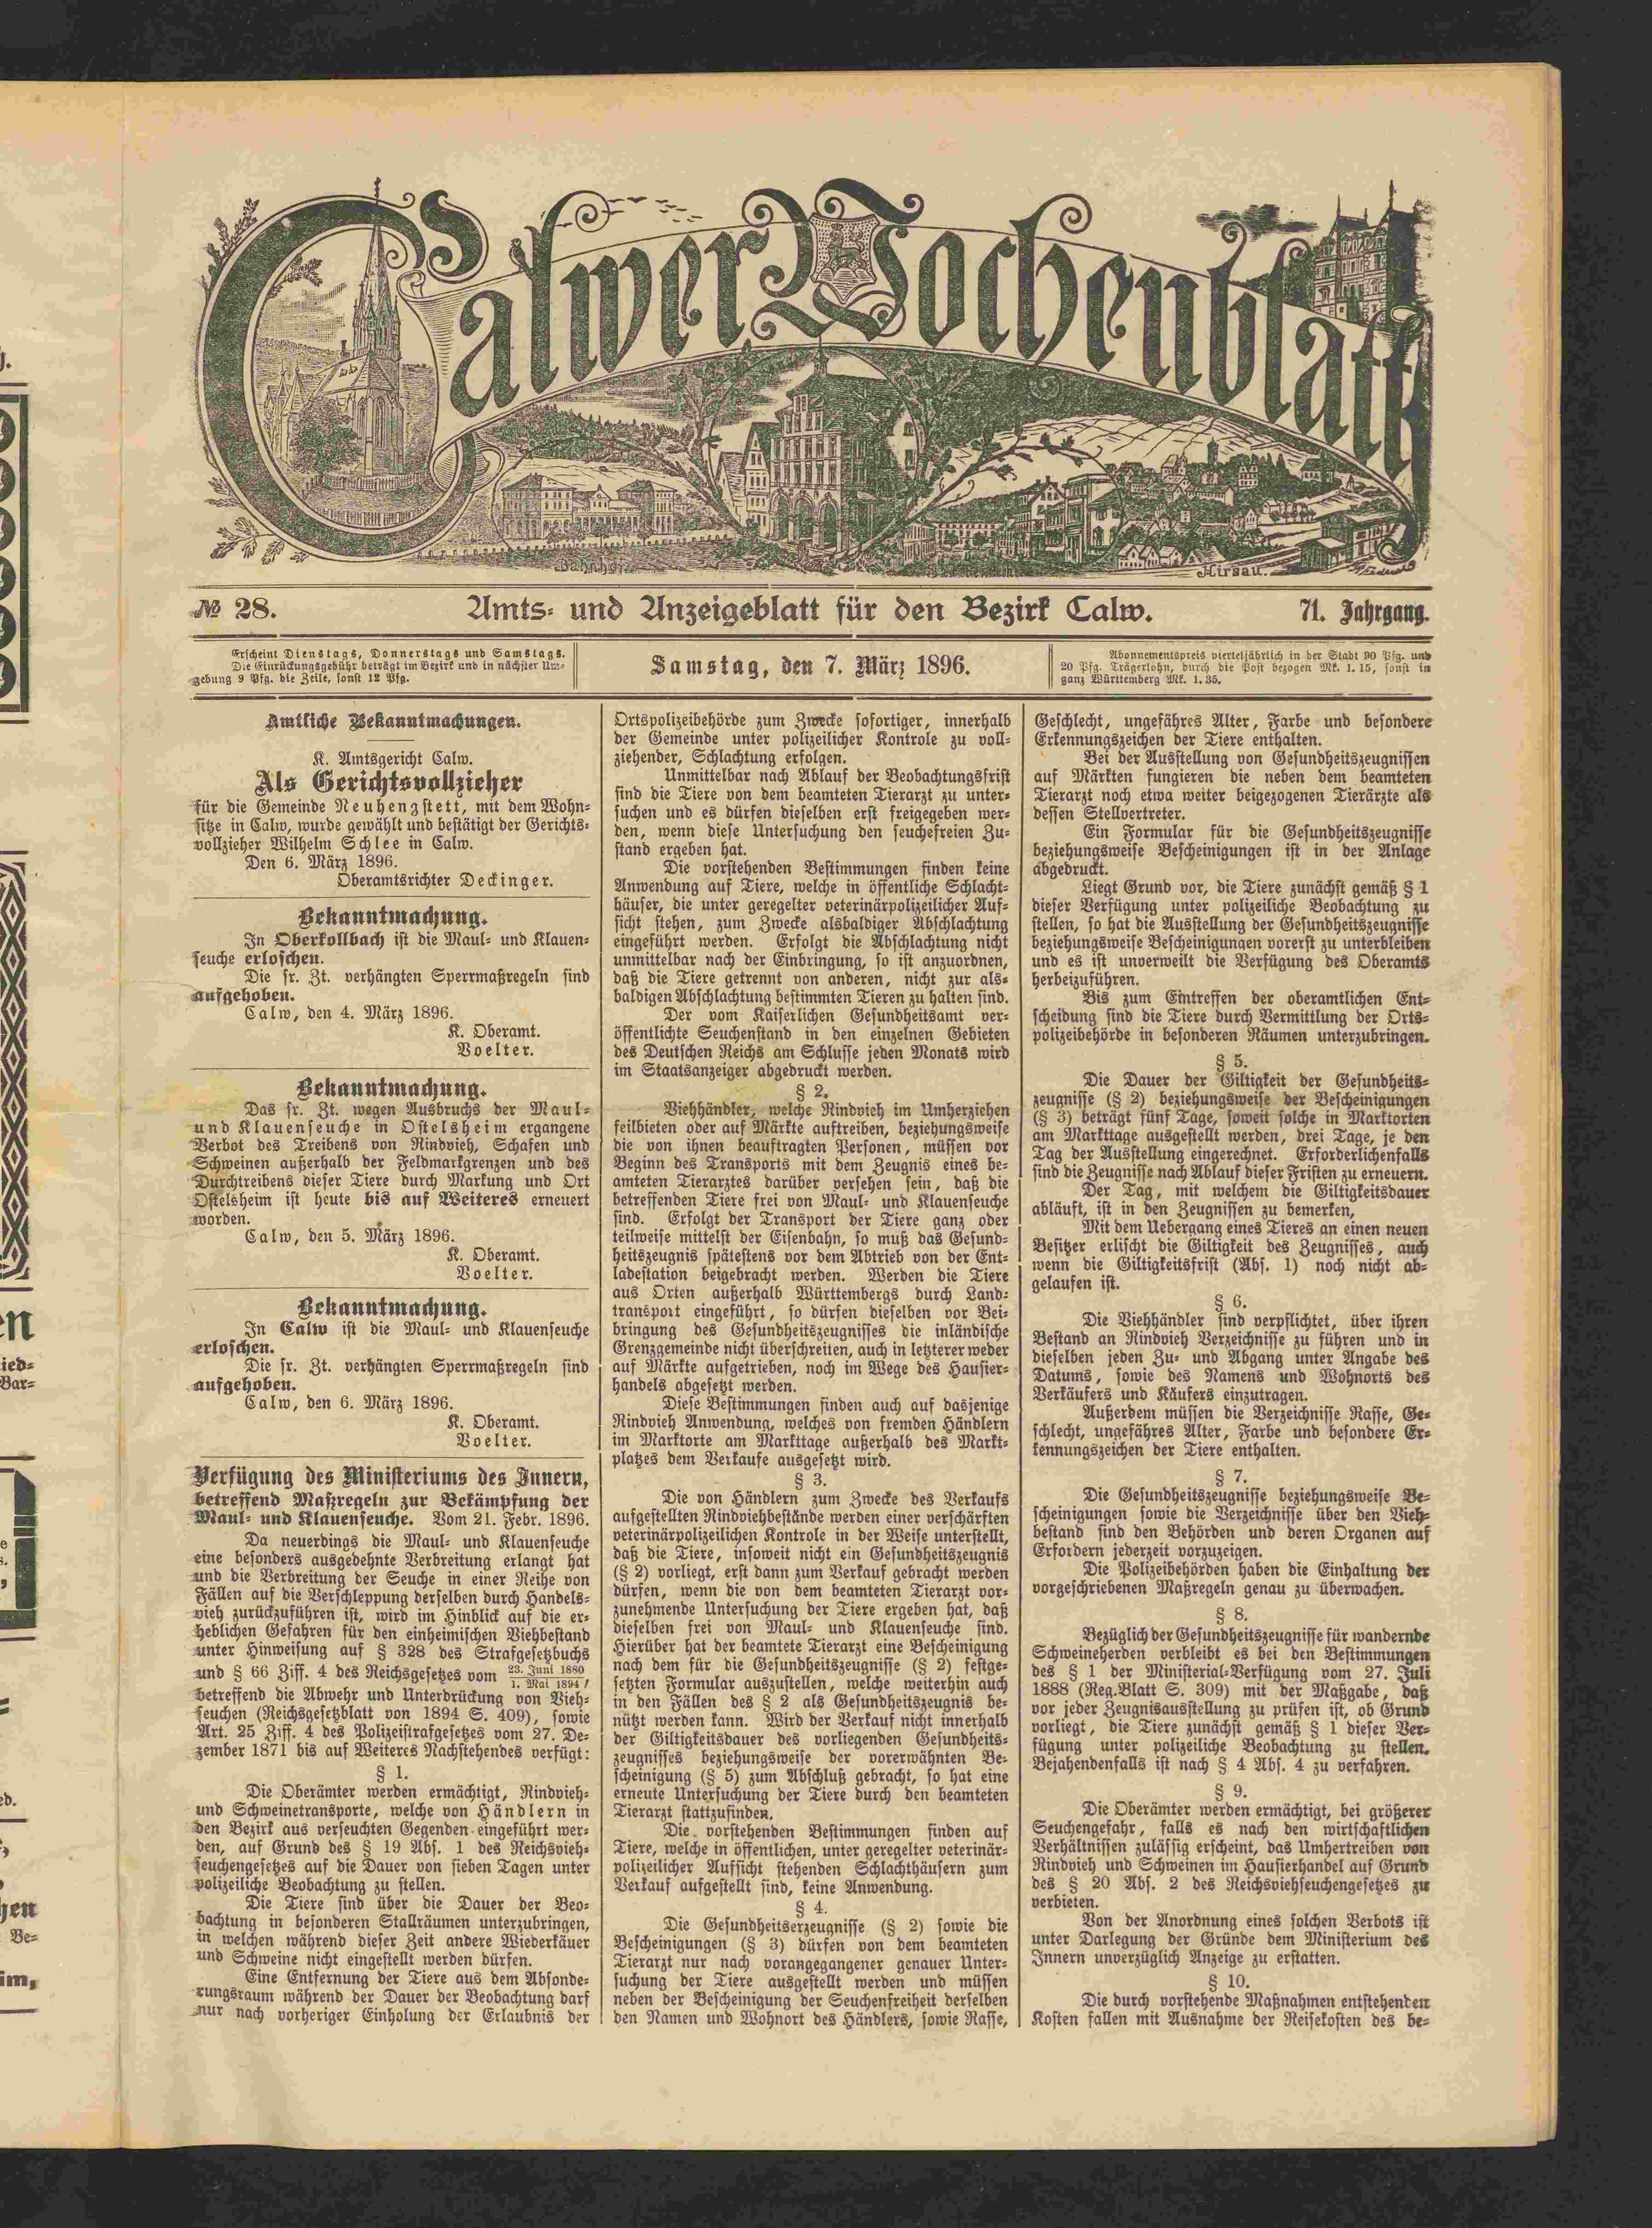 Calwer Wochenblatt
Bahnhof.
Hirsau.
№ 28.
Amts- und Anzeigeblatt für den Bezirk Calw.
71. Jahrgang.
Erscheint Dienstags, Donnerstags und Samstags.
Die Einrückungsgebühr beträgt im Bezirk und in nächster Um-
gebung 9 Pfg. die Zeile, sonst 12 Pfg.
Samstag, den 7. März 1896.
Abonnementspreis vierteljährlich in der Stadt 90 Pfg. und
20 Pfg. Trägerlohn, durch die Post bezogen Mk. 1.15, sonst in
ganz Württemberg Mk. 1.35.
Amtliche Bekanntmachungen.
K. Amtsgericht Calw.
Als Gerichtsvollzieher
für die Gemeinde Neuhengstett, mit dem Wohn-
sitze in Calw, wurde gewählt und bestätigt der Gerichts-
vollzieher Wilhelm Schlee in Calw.
Den 6. März 1896.
Oberamtsrichter Deckinger.
Bekanntmachung.
In Oberkollbach ist die Maul- und Klauen-
seuche erloschen.
Die sr. Zt. verhängten Sperrmaßregeln sind
aufgehoben.
Calw, den 4. März 1896.
K. Oberamt.
Voelter.
Bekanntmachung.
Das sr. Zt. wegen Ausbruchs der Maul-
und Klauenseuche in Ostelsheim ergangene
Verbot des Treibens von Rindvieh, Schafen und
Schweinen außerhalb der Feldmarkgrenzen und des
Durchtreibens dieser Tiere durch Markung und Ort
Ostelsheim ist heute bis auf Weiteres erneuert
worden.
Calw, den 5. März 1896.
K. Oberamt.
Voelter.
Bekanntmachung.
In Calw ist die Maul- und Klauenseuche
erloschen.
Die sr. Zt. verhängten Sperrmaßregeln sind
aufgehoben.
Calw, den 6. März 1896.
K. Oberamt.
Voelter.
Verfügung des Ministeriums des Innern,
betreffend Maßregeln zur Bekämpfung der
Maul- und Klauenseuche. Vom 21. Febr. 1896.
Da neuerdings die Maul- und Klauenseuche
eine besonders ausgedehnte Verbreitung erlangt hat
und die Verbreitung der Seuche in einer Reihe von
Fällen auf die Verschleppung derselben durch Handels-
vieh zurückzuführen ist, wird im Hinblick auf die er-
heblichen Gefahren für den einheimischen Viehbestand
unter Hinweisung auf § 328 des Strafgesetzbuchs
und § 66 Ziff. 4 des Reichsgesetzes vom 23. Juni 1880 / 1. Mai 1894,
betreffend die Abwehr und Unterdrückung von Vieh-
seuchen (Reichsgesetzblatt von 1894 S. 409), sowie
Art. 25 Ziff. 4 des Polizeistrafgesetzes vom 27. De-
zember 1871 bis auf Weiteres Nachstehendes verfügt:
§ 1.
Die Oberämter werden ermächtigt, Rindvieh-
und Schweinetransporte, welche von Händlern in
den Bezirk aus verseuchten Gegenden eingeführt wer-
den, auf Grund des § 19 Abs. 1 des Reichsvieh-
seuchengesetzes auf die Dauer von sieben Tagen unter
polizeiliche Beobachtung zu stellen.
Die Tiere sind über die Dauer der Beo-
bachtung in besonderen Stallräumen unterzubringen,
in welchen während dieser Zeit andere Wiederkäuer
und Schweine nicht eingestellt werden dürfen.
Eine Entfernung der Tiere aus dem Absonde-
rungsraum während der Dauer der Beobachtung darf
nur nach vorheriger Einholung der Erlaubnis der
Ortspolizeibehörde zum Zwecke sofortiger, innerhalb
der Gemeinde unter polizeilicher Kontrole zu voll-
ziehender, Schlachtung erfolgen.
Unmittelbar nach Ablauf der Beobachtungsfrist
sind die Tiere von dem beamteten Tierarzt zu unter-
suchen und es dürfen dieselben erst freigegeben wer-
den, wenn diese Untersuchung den seuchefreien Zu-
stand ergeben hat.
Die vorstehenden Bestimmungen finden keine
Anwendung auf Tiere, welche in öffentliche Schlacht-
häuser, die unter geregelter veterinärpolizeilicher Auf-
sicht stehen, zum Zwecke alsbaldiger Abschlachtung
eingeführt werden. Erfolgt die Abschlachtung nicht
unmittelbar nach der Einbringung, so ist anzuordnen,
daß die Tiere getrennt von anderen, nicht zur als-
baldigen Abschlachtung bestimmten Tieren zu halten sind.
Der vom Kaiserlichen Gesundheitsamt ver-
öffentlichte Seuchenstand in den einzelnen Gebieten
des Deutschen Reichs am Schlusse jeden Monats wird
im Staatsanzeiger abgedruckt werden.
§ 2.
Viehhändler, welche Rindvieh im Umherziehen
feilbieten oder auf Märkte auftreiben, beziehungsweise
die von ihnen beauftragten Personen, müssen vor
Beginn des Transports mit dem Zeugnis eines be-
amteten Tierarztes darüber versehen sein, daß die
betreffenden Tiere frei von Maul- und Klauenseuche
sind. Erfolgt der Transport der Tiere ganz oder
teilweise mittelst der Eisenbahn, so muß das Gesund-
heitszeugnis spätestens vor dem Abtrieb von der Ent-
ladestation beigebracht werden. Werden die Tiere
aus Orten außerhalb Württembergs durch Land-
transport eingeführt, so dürfen dieselben vor Bei-
bringung des Gesundheitszeugnisses die inländische
Grenzgemeinde nicht überschreiten, auch in letzterer weder
auf Märkte aufgetrieben, noch im Wege des Hausier-
handels abgesetzt werden.
Diese Bestimmungen finden auch auf dasjenige
Rindvieh Anwendung, welches von fremden Händlern
im Marktorte am Markttage außerhalb des Markt-
platzes dem Verkaufe ausgesetzt wird.
§ 3.
Die von Händlern zum Zwecke des Verkaufs
aufgestellten Rindviehbestände werden einer verschärften
veterinärpolizeilichen Kontrole in der Weise unterstellt,
daß die Tiere, insoweit nicht ein Gesundheitszeugnis
(§ 2) vorliegt, erst dann zum Verkauf gebracht werden
dürfen, wenn die von dem beamteten Tierarzt vor-
zunehmende Untersuchung der Tiere ergeben hat, daß
dieselben frei von Maul- und Klauenseuche sind.
Hierüber hat der beamtete Tierarzt eine Bescheinigung
nach dem für die Gesundheitszeugnisse (§ 2) festge-
setzten Formular auszustellen, welche weiterhin auch
in den Fällen des § 2 als Gesundheitszeugnis be-
nützt werden kann. Wird der Verkauf nicht innerhalb
der Giltigkeitsdauer des vorliegenden Gesundheits-
zeugnisses beziehungsweise der vorerwähnten Be-
scheinigung (§ 5) zum Abschluß gebracht, so hat eine
erneute Untersuchung der Tiere durch den beamteten
Tierarzt stattzufinden.
Die vorstehenden Bestimmungen finden auf
Tiere, welche in öffentlichen, unter geregelter veterinär-
polizeilicher Aufsicht stehenden Schlachthäusern zum
Verkauf aufgestellt sind, keine Anwendung.
§ 4.
Die Gesundheitserzeugnisse (§ 2) sowie die
Bescheinigungen (§ 3) dürfen von dem beamteten
Tierarzt nur nach vorangegangener genauer Unter-
suchung der Tiere ausgestellt werden und müssen
neben der Bescheinigung der Seuchenfreiheit derselben
den Namen und Wohnort des Händlers, sowie Rasse,
Geschlecht, ungefähres Alter, Farbe und besondere
Erkennungszeichen der Tiere enthalten.
Bei der Ausstellung von Gesundheitszeugnissen
auf Märkten fungieren die neben dem beamteten
Tierarzt noch etwa weiter beigezogenen Tierärzte als
dessen Stellvertreter.
Ein Formular für die Gesundheitszeugnisse
beziehungsweise Bescheinigungen ist in der Anlage
abgedruckt.
Liegt Grund vor, die Tiere zunächst gemäß § 1
dieser Verfügung unter polizeiliche Beobachtung zu
stellen, so hat die Ausstellung der Gesundheitszeugnisse
beziehungsweise Bescheinigungen vorerst zu unterbleiben
und es ist unverweilt die Verfügung des Oberamts
herbeizuführen.
Bis zum Eintreffen der oberamtlichen Ent-
scheidung sind die Tiere durch Vermittlung der Orts-
polizeibehörde in besonderen Räumen unterzubringen.
§ 5.
Die Dauer der Giltigkeit der Gesundheits-
zeugnisse (§ 2) beziehungsweise der Bescheinigungen
(§ 3) beträgt fünf Tage, soweit solche in Marktorten
am Markttage ausgestellt werden, drei Tage, je den
Tag der Ausstellung eingerechnet. Erforderlichenfalls
sind die Zeugnisse nach Ablauf dieser Fristen zu erneuern.
Der Tag, mit welchem die Giltigkeitsdauer
abläuft, ist in den Zeugnissen zu bemerken,
Mit dem Uebergang eines Tieres an einen neuen
Besitzer erlischt die Giltigkeit des Zeugnisses, auch
wenn die Giltigkeitsfrist (Abs. 1) noch nicht ab-
gelaufen ist.
§ 6.
Die Viehhändler sind verpflichtet, über ihren
Bestand an Rindvieh Verzeichnisse zu führen und in
dieselben jeden Zu- und Abgang unter Angabe des
Datums, sowie des Namens und Wohnorts des
Verkäufers und Käufers einzutragen.
Außerdem müssen die Verzeichnisse Rasse, Ge-
schlecht, ungefähres Alter, Farbe und besondere Er-
kennungszeichen der Tiere enthalten.
§ 7.
Die Gesundheitszeugnisse beziehungsweise Be-
scheinigungen sowie die Verzeichnisse über den Vieh-
bestand sind den Behörden und deren Organen auf
Erfordern jederzeit vorzuzeigen.
Die Polizeibehörden haben die Einhaltung der
vorgeschriebenen Maßregeln genau zu überwachen.
§ 8.
Bezüglich der Gesundheitszeugnisse für wandernde
Schweineherden verbleibt es bei den Bestimmungen
des § 1 der Ministerial-Verfügung vom 27. Juli
1888 (Reg.Blatt S. 309) mit der Maßgabe, daß
vor jeder Zeugnisausstellung zu prüfen ist, ob Grund
vorliegt, die Tiere zunächst gemäß § 1 dieser Ver-
fügung unter polizeiliche Beobachtung zu stellen.
Bejahendenfalls ist nach § 4 Abs. 4 zu verfahren.
§ 9.
Die Oberämter werden ermächtigt, bei größerer
Seuchengefahr, falls es nach den wirtschaftlichen
Verhältnissen zulässig erscheint, das Umhertreiben von
Rindvieh und Schweinen im Hausierhandel auf Grund
des § 20 Abs. 2 des Reichsviehseuchengesetzes zu
verbieten.
Von der Anordnung eines solchen Verbots ist
unter Darlegung der Gründe dem Ministerium des
Innern unverzüglich Anzeige zu erstatten.
§ 10.
Die durch vorstehende Maßnahmen entstehenden
Kosten fallen mit Ausnahme der Reisekosten des be-